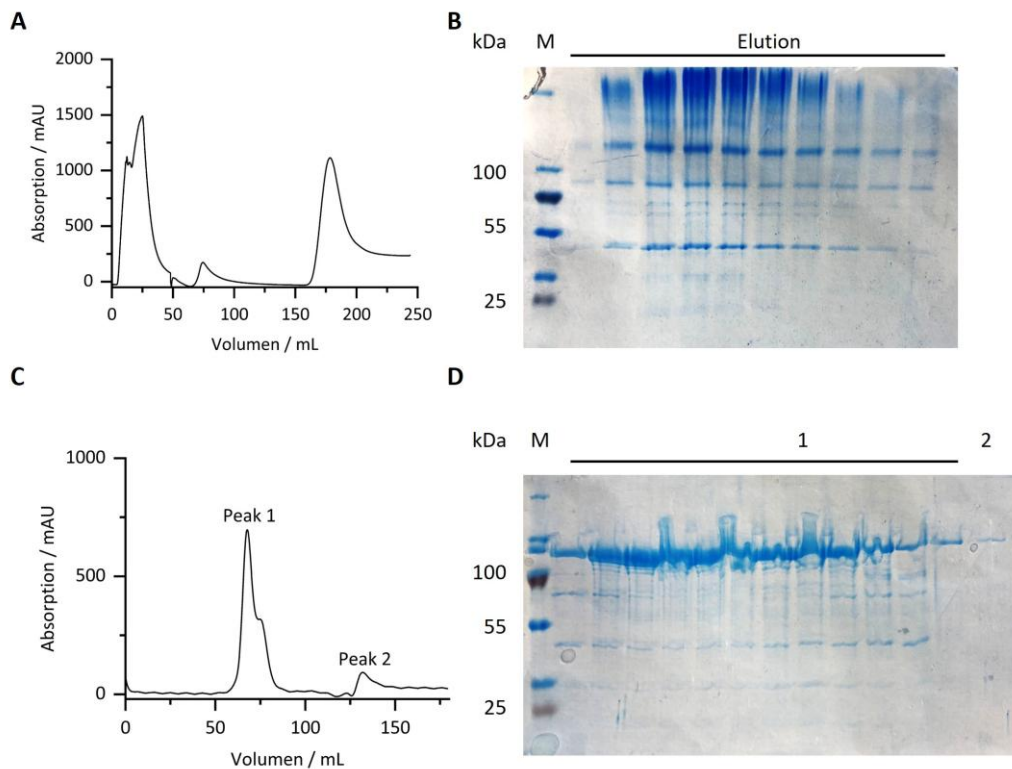 A
2000
1500
1000
500
0
Absorption / mAU
0 50 100 150 200 250
Volumen / mL
B
kDa M Elution
100
55
25
C
1000
500
0
Absorption / mAU
Peak 1
Peak 2
0 50 100 150
Volumen / mL
D
kDa M 1 2
100
55
25